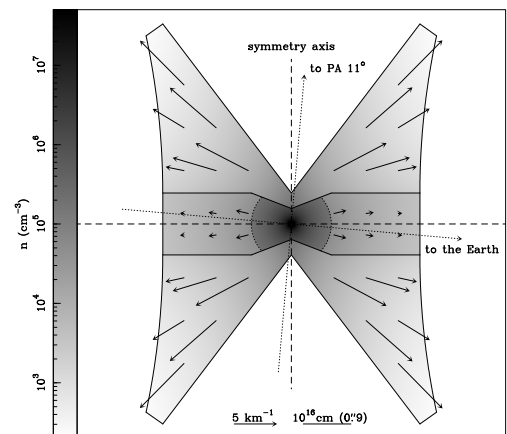 symmetry axis
to PA 11°
10⁷
10⁶
10⁵
10⁴
10³
n (cm⁻³)
to the Earth
5 km⁻¹ 10¹⁶cm (0".9)